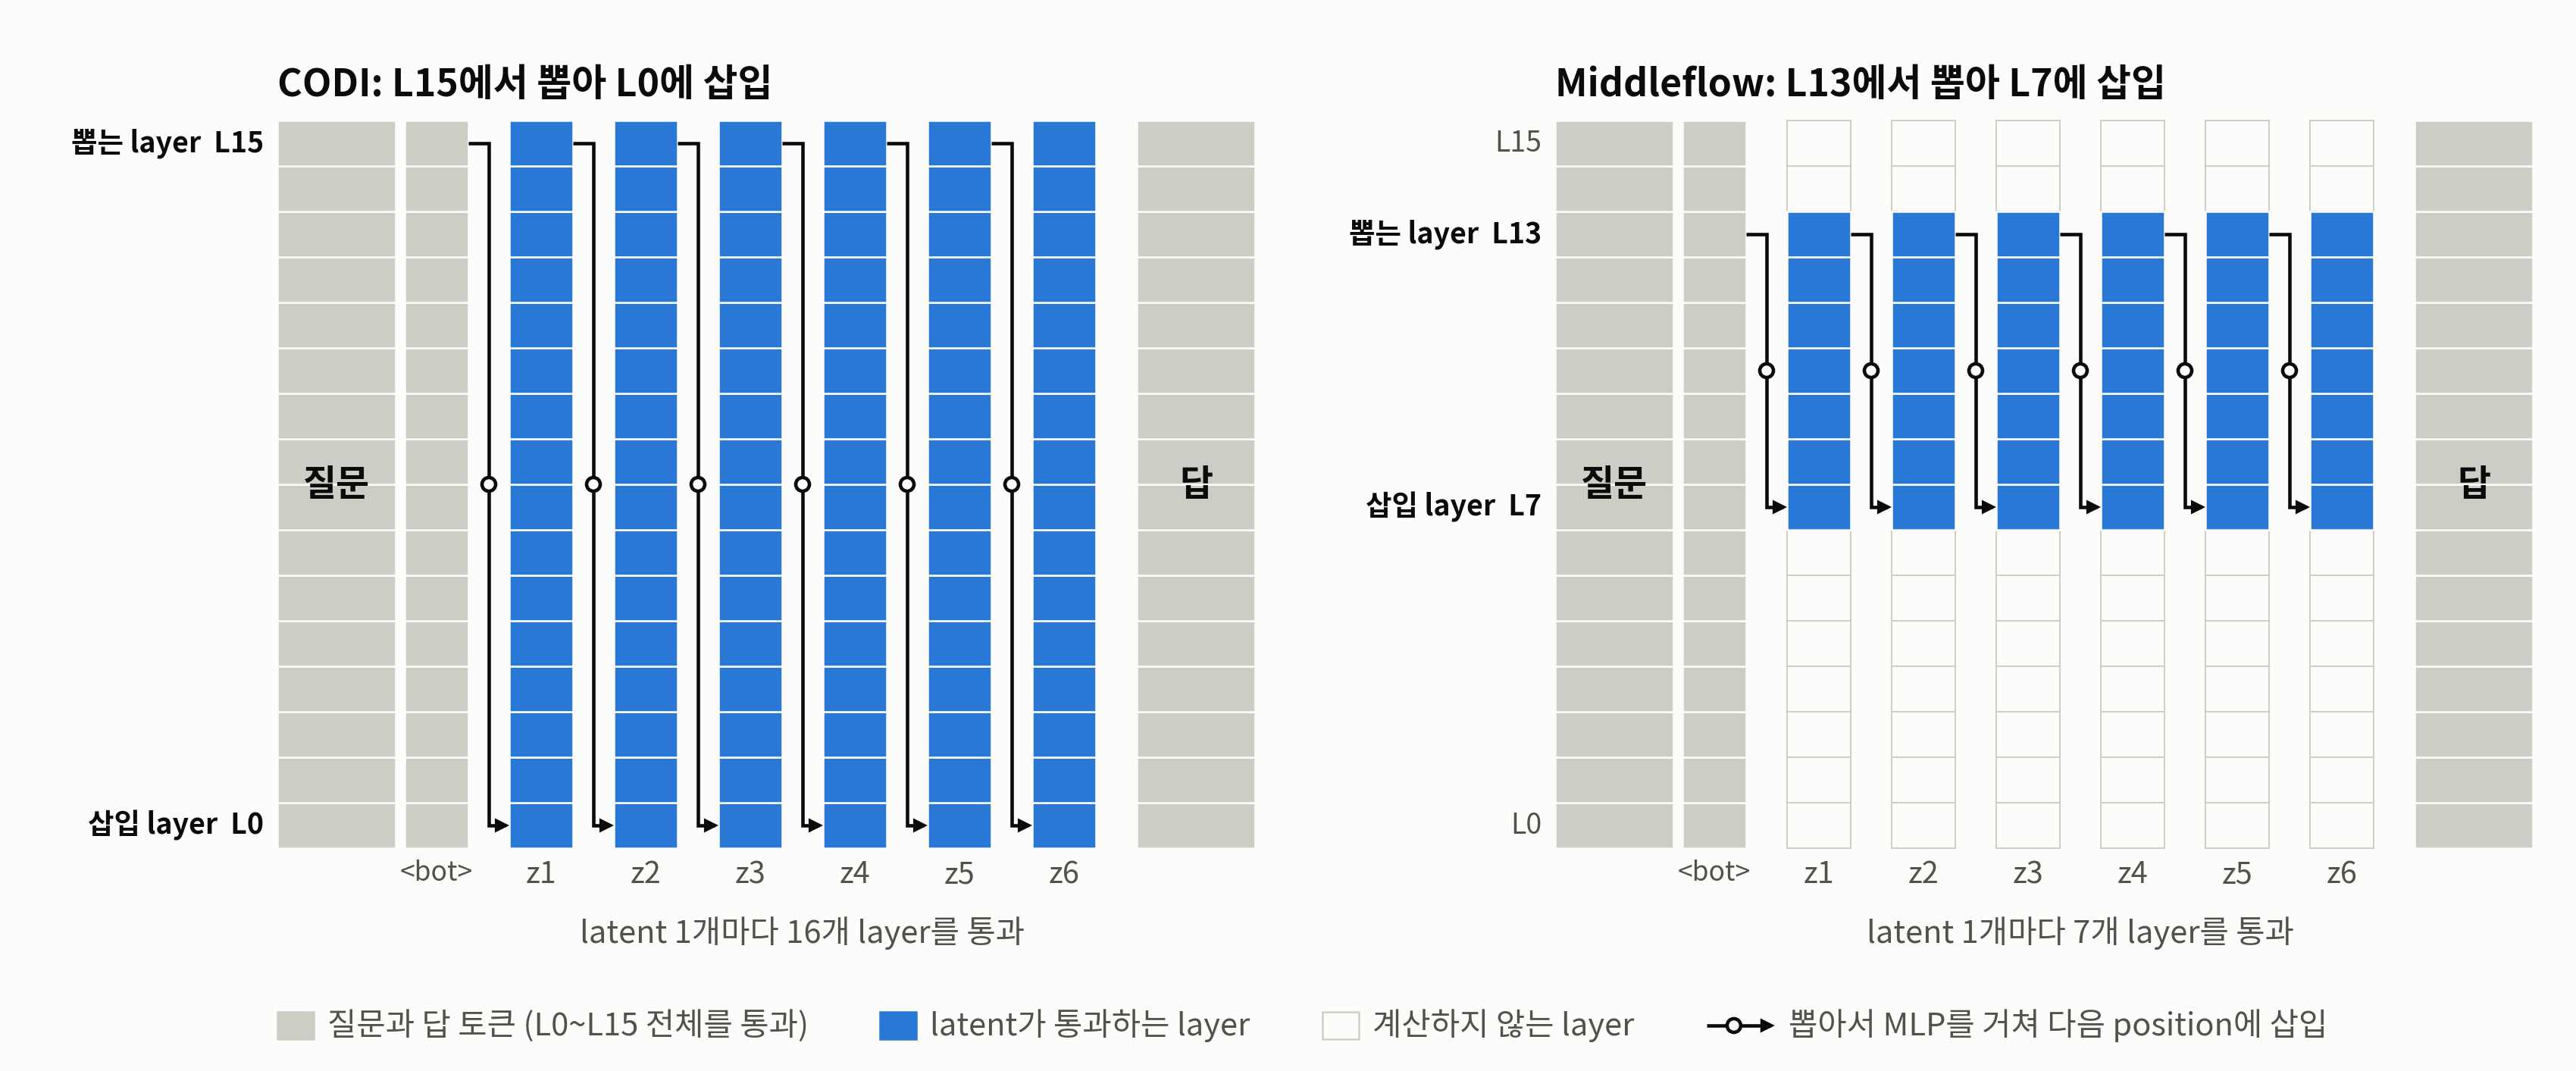 CODI: L15에서 뽑아 L0에 삽입
뽑는 layer L15
질문
답
삽입 layer L0
<bot>
z1
z2
z3
z4
z5
z6
latent 1개마다 16개 layer를 통과
Middleflow: L13에서 뽑아 L7에 삽입
L15
뽑는 layer L13
삽입 layer L7
질문
답
L0
<bot>
z1
z2
z3
z4
z5
z6
latent 1개마다 7개 layer를 통과
질문과 답 토큰 (L0~L15 전체를 통과)
latent가 통과하는 layer
계산하지 않는 layer
뽑아서 MLP를 거쳐 다음 position에 삽입